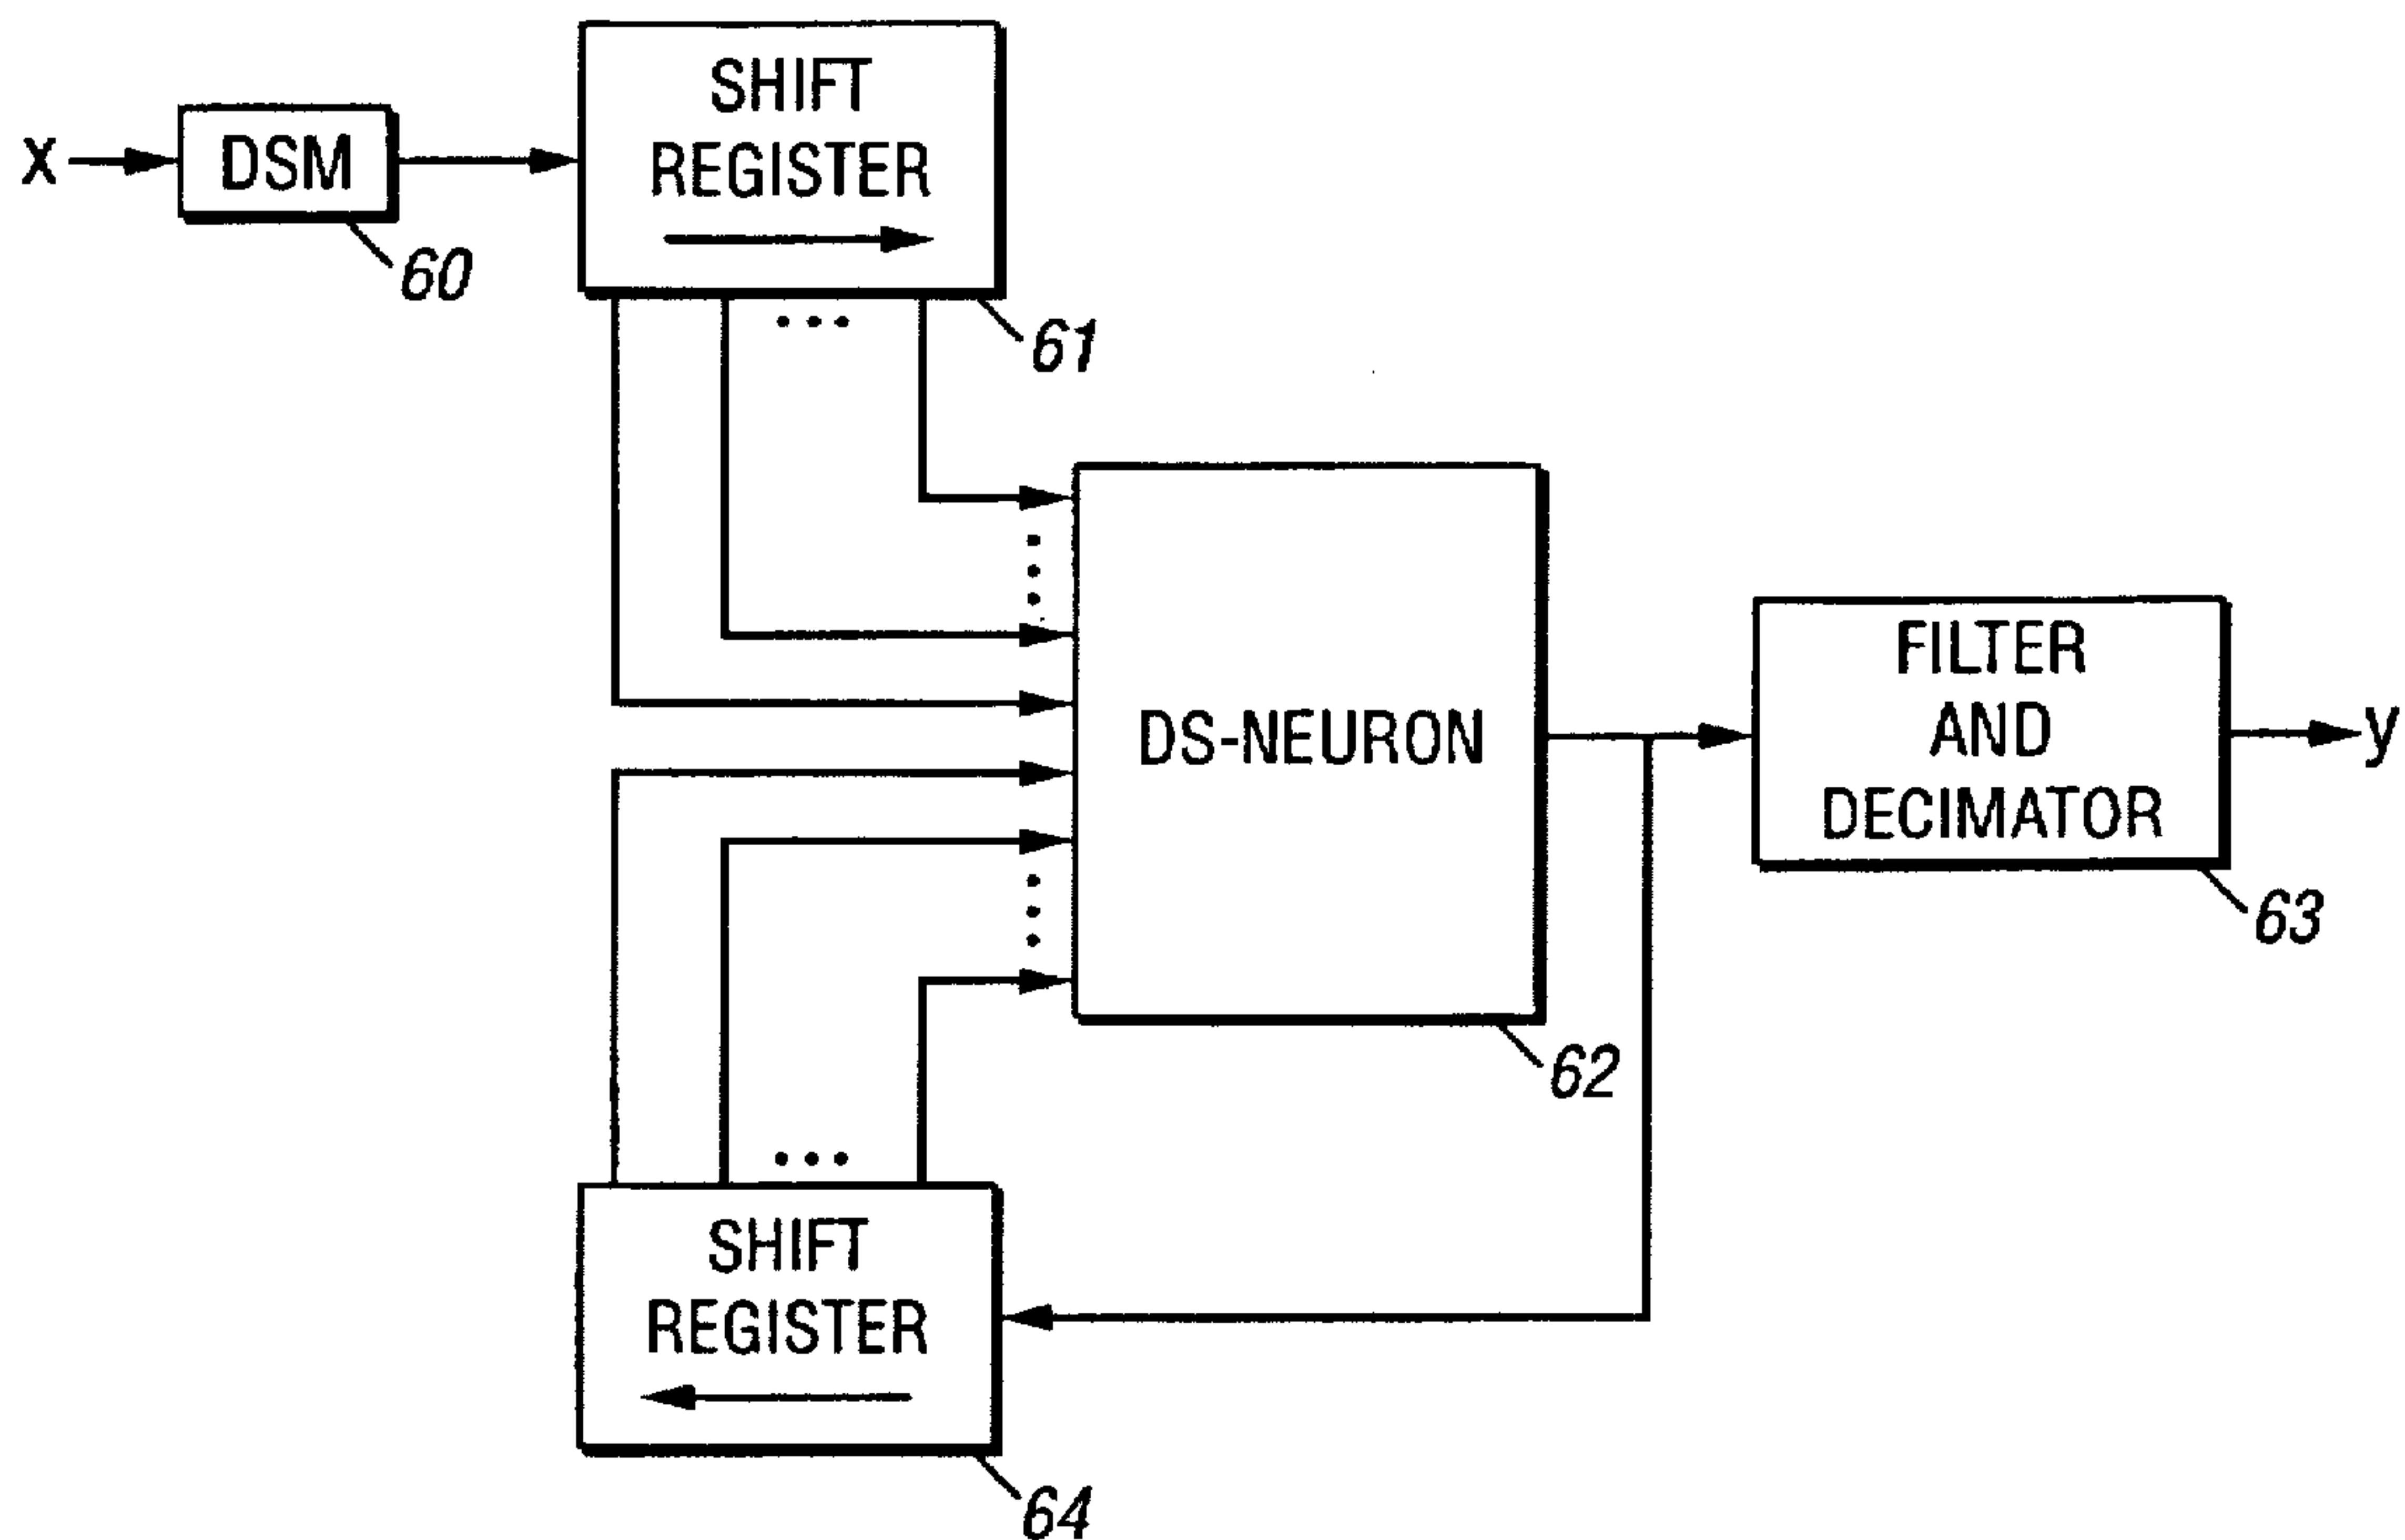 SHIFT
REGISTER
61
x
DSM
60
DS-NEURON
62
FILTER
AND
DECIMATOR
63
y
SHIFT
REGISTER
64